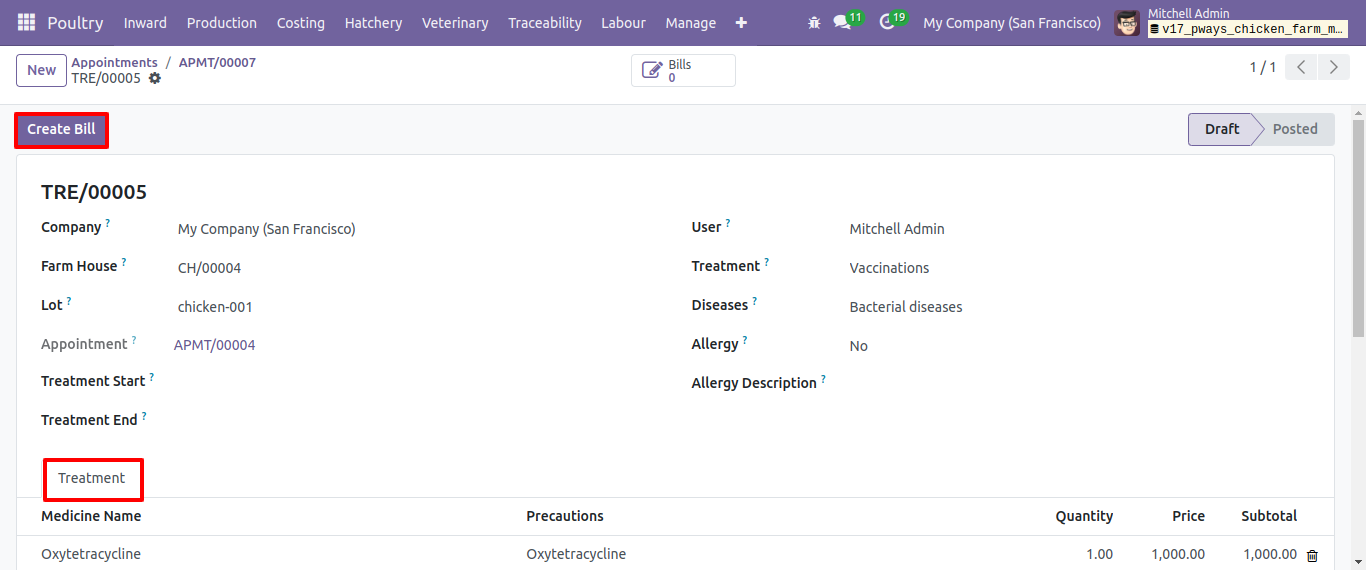 Poultry Inward Production Costing Hatchery Veterinary Traceability Labour Manage + 11 19 My Company (San Francisco) Mitchell Admin
v17_pways_chicken_farm_m...
New Appointments / APMT/00007
TRE/00005
Bills
0
1 / 1
Create Bill
Draft Posted
TRE/00005
Company ? My Company (San Francisco) User ? Mitchell Admin
Farm House ? CH/00004 Treatment ? Vaccinations
Lot ? chicken-001 Diseases ? Bacterial diseases
Appointment ? APMT/00004 Allergy ? No
Treatment Start ? Allergy Description ?
Treatment End ?
Treatment
Medicine Name Precautions Quantity Price Subtotal
Oxytetracycline Oxytetracycline 1.00 1,000.00 1,000.00